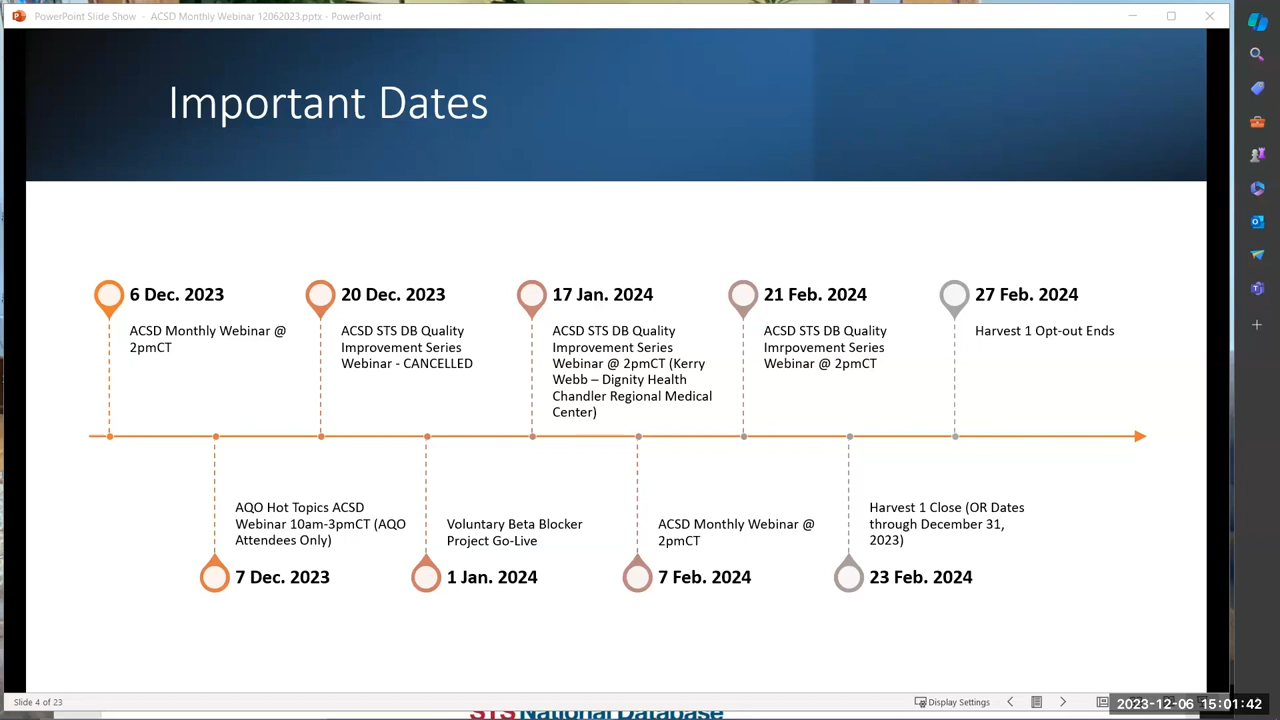 PowerPoint Slide Show - ACSD Monthly Webinar 12062023.pptx - PowerPoint
Important Dates
6 Dec. 2023
ACSD Monthly Webinar @
2pmCT
20 Dec. 2023
ACSD STS DB Quality
Improvement Series
Webinar - CANCELLED
17 Jan. 2024
ACSD STS DB Quality
Improvement Series
Webinar @ 2pmCT (Kerry
Webb – Dignity Health
Chandler Regional Medical
Center)
21 Feb. 2024
ACSD STS DB Quality
Imrpovement Series
Webinar @ 2pmCT
27 Feb. 2024
Harvest 1 Opt-out Ends
AQO Hot Topics ACSD
Webinar 10am-3pmCT (AQO
Attendees Only)
7 Dec. 2023
Voluntary Beta Blocker
Project Go-Live
1 Jan. 2024
ACSD Monthly Webinar @
2pmCT
7 Feb. 2024
Harvest 1 Close (OR Dates
through December 31,
2023)
23 Feb. 2024
Slide 4 of 23
Display Settings
2023-12-06 15:01:42
STS National Database